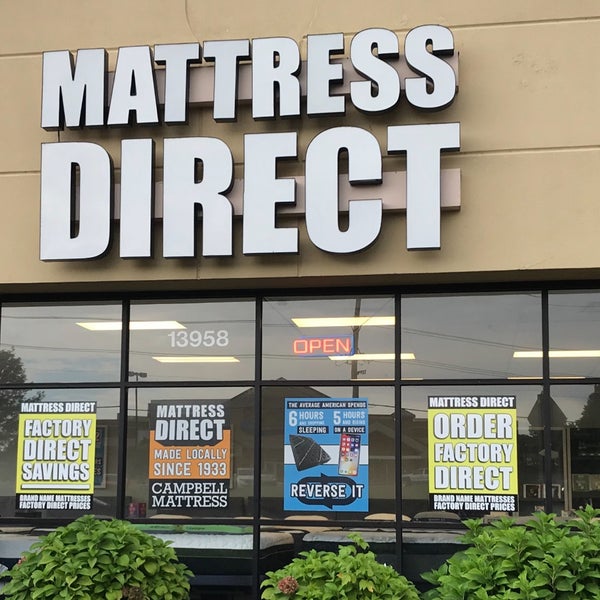 MATTRESS
DIRECT
13958
OPEN
MATTRESS DIRECT
FACTORY
DIRECT
SAVINGS
BRAND NAME MATTRESSES
FACTORY DIRECT PRICES
MATTRESS
DIRECT
MADE LOCALLY
SINCE 1933
CAMPBELL
MATTRESS
THE AVERAGE AMERICAN SPENDS
6 HOURS
SLEEPING
5 HOURS
ON A DEVICE
REVERSE IT
MATTRESS DIRECT
ORDER
FACTORY
DIRECT
BRAND NAME MATTRESSES
FACTORY DIRECT PRICES